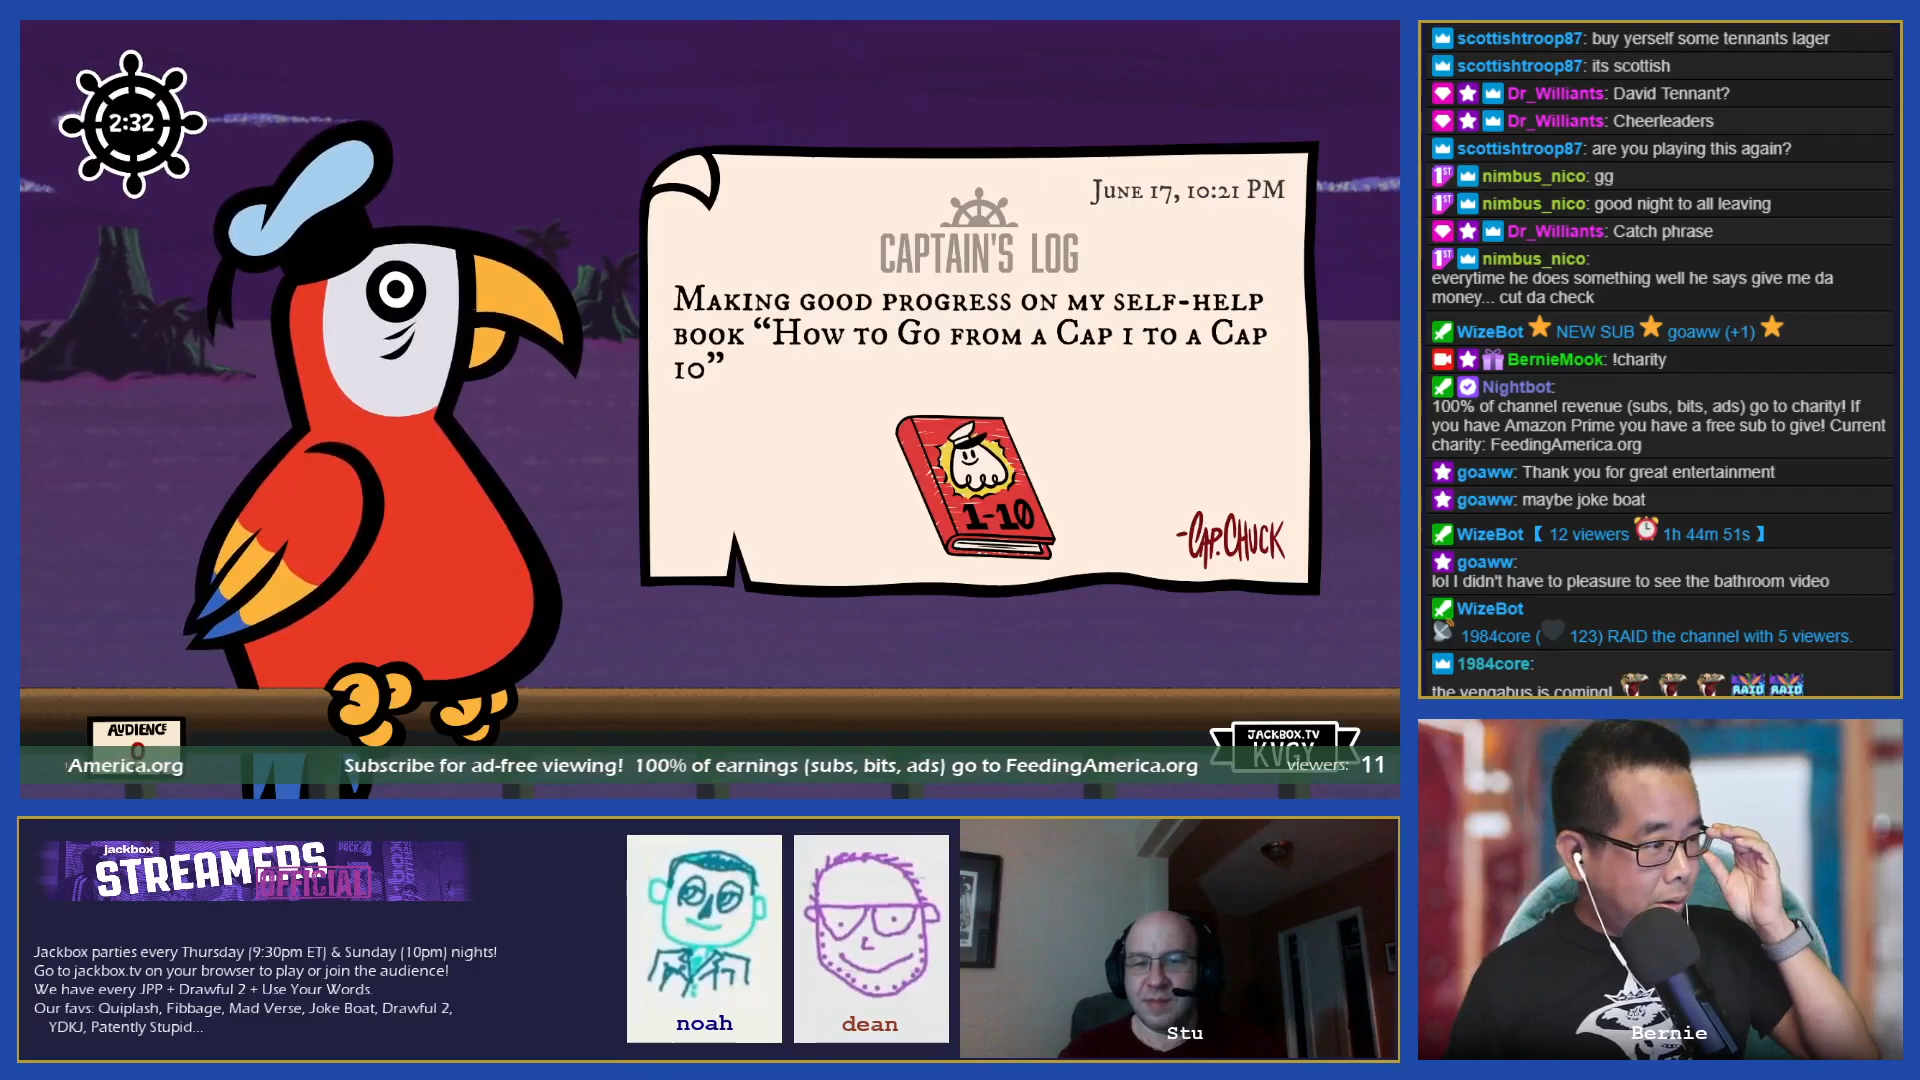 2:32
June 17, 10:21 PM
CAPTAIN'S LOG
Making good progress on my self-help
book “How to Go from a Cap 1 to a Cap
10”
1-10
-CAP. CHUCK
AUDIENCE
0
JACKBOX.TV
KVGY
America.org
Subscribe for ad-free viewing! 100% of earnings (subs, bits, ads) go to FeedingAmerica.org
viewers: 11
jackbox
STREAMERS
OFFICIAL
Jackbox parties every Thursday (9:30pm ET) & Sunday (10pm) nights!
Go to jackbox.tv on your browser to play or join the audience!
We have every JPP + Drawful 2 + Use Your Words.
Our favs: Quiplash, Fibbage, Mad Verse, Joke Boat, Drawful 2,
YDKJ, Patently Stupid...
noah
dean
Stu
Bernie
scottishtroop87: buy yerself some tennants lager
scottishtroop87: its scottish
Dr_Williants: David Tennant?
Dr_Williants: Cheerleaders
scottishtroop87: are you playing this again?
1ST nimbus_nico: gg
1ST nimbus_nico: good night to all leaving
Dr_Williants: Catch phrase
1ST nimbus_nico:
everytime he does something well he says give me da
money... cut da check
WizeBot NEW SUB goaww (+1)
BernieMook: !charity
Nightbot:
100% of channel revenue (subs, bits, ads) go to charity! If
you have Amazon Prime you have a free sub to give! Current
charity: FeedingAmerica.org
goaww: Thank you for great entertainment
goaww: maybe joke boat
WizeBot 【 12 viewers 1h 44m 51s 】
goaww:
lol I didn't have to pleasure to see the bathroom video
WizeBot
1984core ( 123) RAID the channel with 5 viewers.
1984core:
the vengabus is coming! RAID RAID